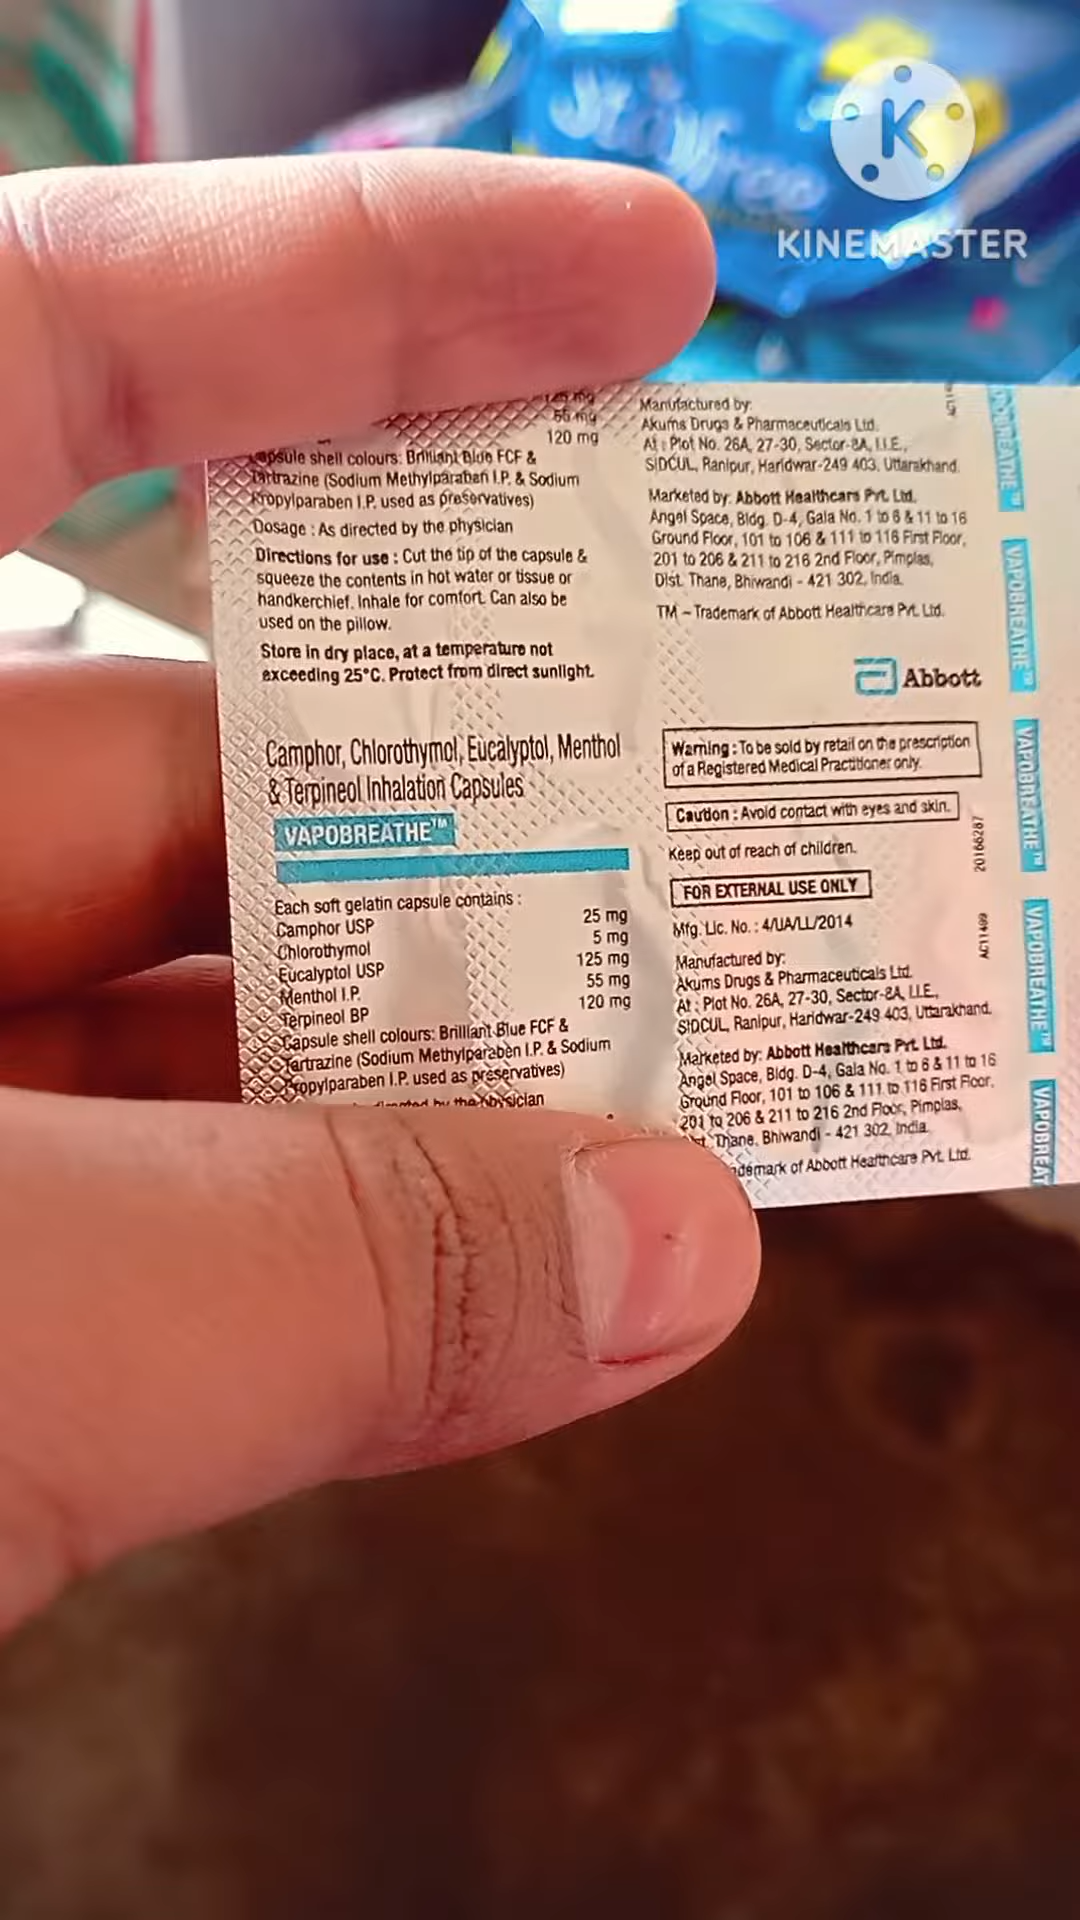 Stayfree
K
KINEMASTER
125 mg
55 mg
120 mg
Capsule shell colours: Brilliant Blue FCF &
Tartrazine (Sodium Methylparaben I.P. & Sodium
Propylparaben I.P. used as preservatives)
Dosage : As directed by the physician
Directions for use : Cut the tip of the capsule &
squeeze the contents in hot water or tissue or
handkerchief. Inhale for comfort. Can also be
used on the pillow.
Store in dry place, at a temperature not
exceeding 25°C. Protect from direct sunlight.
Camphor, Chlorothymol, Eucalyptol, Menthol
& Terpineol Inhalation Capsules
VAPOBREATHE™
Each soft gelatin capsule contains :
Camphor USP 25 mg
Chlorothymol 5 mg
Eucalyptol USP 125 mg
Menthol I.P. 55 mg
Terpineol BP 120 mg
Capsule shell colours: Brilliant Blue FCF &
Tartrazine (Sodium Methylparaben I.P. & Sodium
Propylparaben I.P. used as preservatives)
directed by the physician
Manufactured by:
Akums Drugs & Pharmaceuticals Ltd.
At : Plot No. 26A, 27-30, Sector-8A, I.I.E.,
SIDCUL, Ranipur, Haridwar-249 403, Uttarakhand.
Marketed by: Abbott Healthcare Pvt. Ltd.
Angel Space, Bldg. D-4, Gala No. 1 to 6 & 11 to 16
Ground Floor, 101 to 106 & 111 to 116 First Floor,
201 to 206 & 211 to 216 2nd Floor, Pimplas,
Dist. Thane, Bhiwandi - 421 302, India.
TM – Trademark of Abbott Healthcare Pvt. Ltd.
Abbott
Warning : To be sold by retail on the prescription
of a Registered Medical Practitioner only.
Caution : Avoid contact with eyes and skin.
Keep out of reach of children.
FOR EXTERNAL USE ONLY
Mfg. Lic. No. : 4/UA/LL/2014
Manufactured by:
Akums Drugs & Pharmaceuticals Ltd.
At : Plot No. 26A, 27-30, Sector-8A, I.I.E.,
SIDCUL, Ranipur, Haridwar-249 403, Uttarakhand.
Marketed by: Abbott Healthcare Pvt. Ltd.
Angel Space, Bldg. D-4, Gala No. 1 to 6 & 11 to 16
Ground Floor, 101 to 106 & 111 to 116 First Floor,
201 to 206 & 211 to 216 2nd Floor, Pimplas,
Thane, Bhiwandi - 421 302, India.
demark of Abbott Healthcare Pvt. Ltd.
20166287
AC11499
VAPOBREATHE™
VAPOBREATHE™
VAPOBREATHE™
VAPOBREATHE™
VAPOBREAT